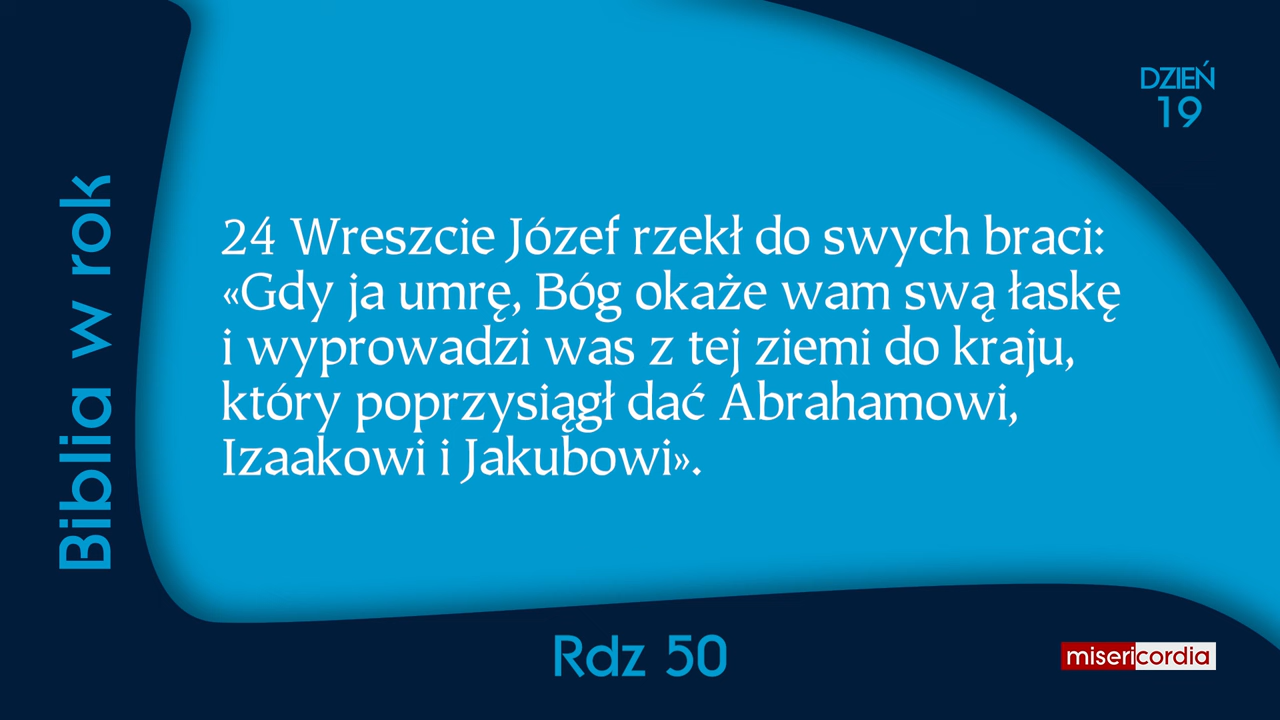 DZIEŃ
19
Biblia w rok
24 Wreszcie Józef rzekł do swych braci:
«Gdy ja umrę, Bóg okaże wam swą łaskę
i wyprowadzi was z tej ziemi do kraju,
który poprzysiągł dać Abrahamowi,
Izaakowi i Jakubowi».
Rdz 50
misericordia